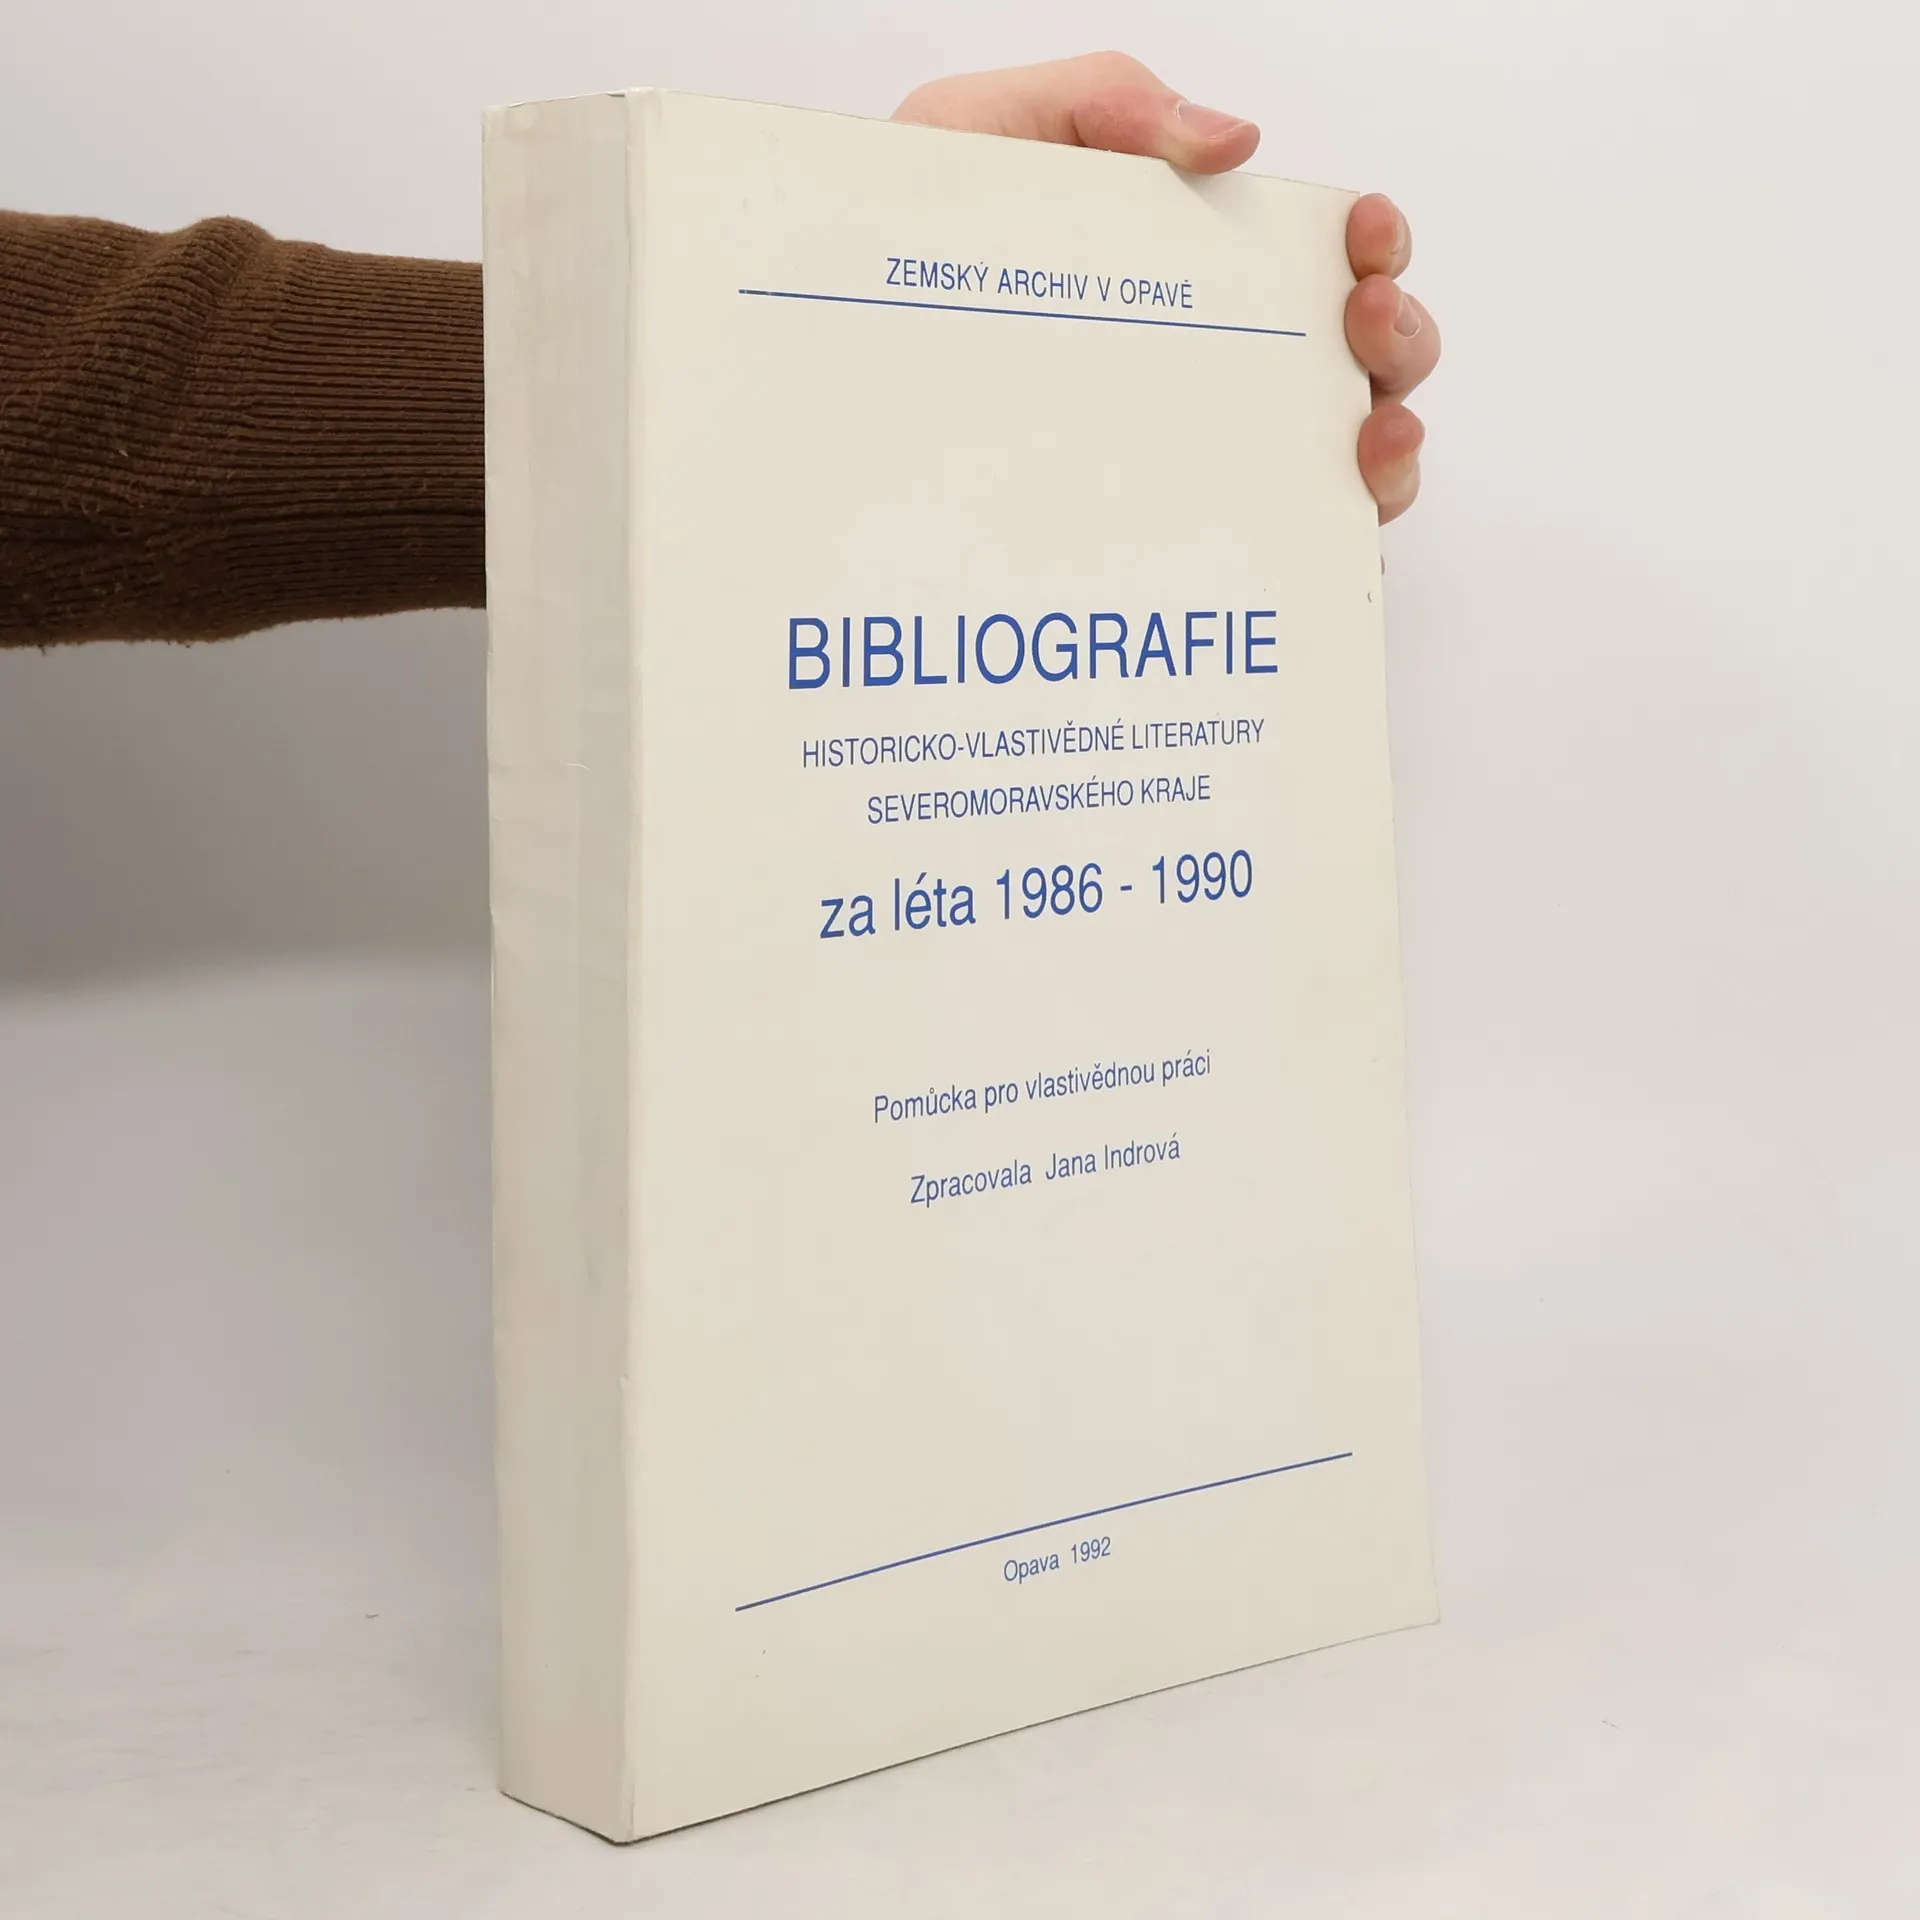 ZEMSKÝ ARCHIV V OPAVĚ
BIBLIOGRAFIE
HISTORICKO-VLASTIVĚDNÉ LITERATURY
SEVEROMORAVSKÉHO KRAJE
za léta 1986 - 1990
Pomůcka pro vlastivědnou práci
Zpracovala Jana Indrová
Opava 1992